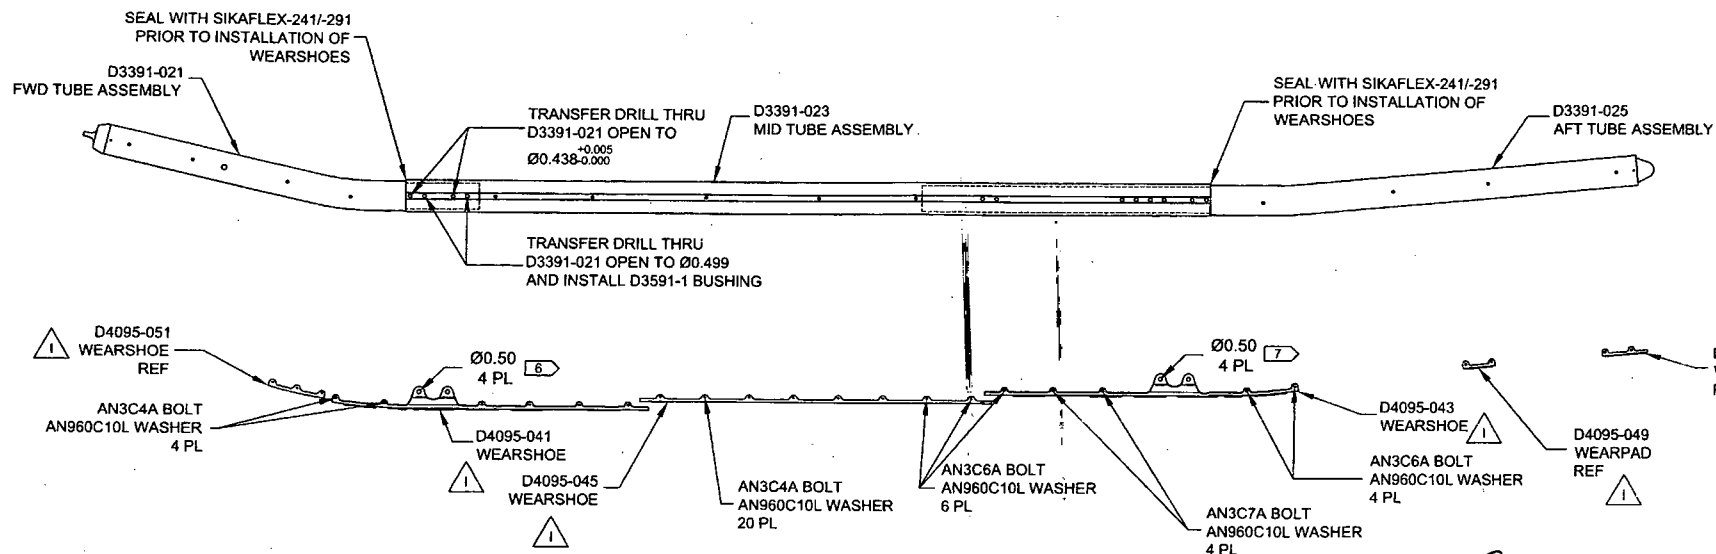 SEAL WITH SIKAFLEX-241/-291
PRIOR TO INSTALLATION OF
WEARSHOES
D3391-021
FWD TUBE ASSEMBLY
TRANSFER DRILL THRU
D3391-021 OPEN TO
Ø0.438 +0.005 -0.000
D3391-023
MID TUBE ASSEMBLY
SEAL WITH SIKAFLEX-241/-291
PRIOR TO INSTALLATION OF
WEARSHOES
D3391-025
AFT TUBE ASSEMBLY
TRANSFER DRILL THRU
D3391-021 OPEN TO Ø0.499
AND INSTALL D3591-1 BUSHING
1
D4095-051
WEARSHOE
REF
Ø0.50
4 PL
6
Ø0.50
4 PL
7
AN3C4A BOLT
AN960C10L WASHER
4 PL
D4095-041
WEARSHOE
1
D4095-045
WEARSHOE
1
AN3C4A BOLT
AN960C10L WASHER
20 PL
AN3C6A BOLT
AN960C10L WASHER
6 PL
AN3C7A BOLT
AN960C10L WASHER
4 PL
AN3C6A BOLT
AN960C10L WASHER
4 PL
D4095-043
WEARSHOE
1
D4095-049
WEARPAD
REF
1